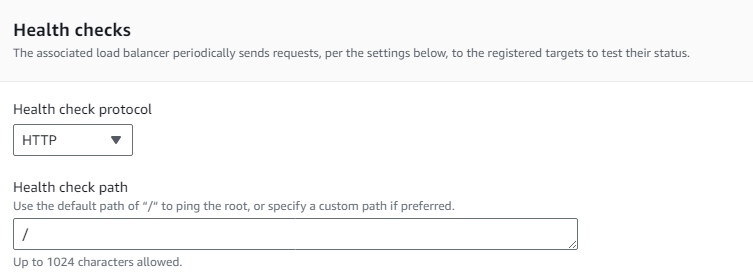 Health checks
The associated load balancer periodically sends requests, per the settings below, to the registered targets to test their status.
Health check protocol
HTTP
Health check path
Use the default path of “/” to ping the root, or specify a custom path if preferred.
/
Up to 1024 characters allowed.